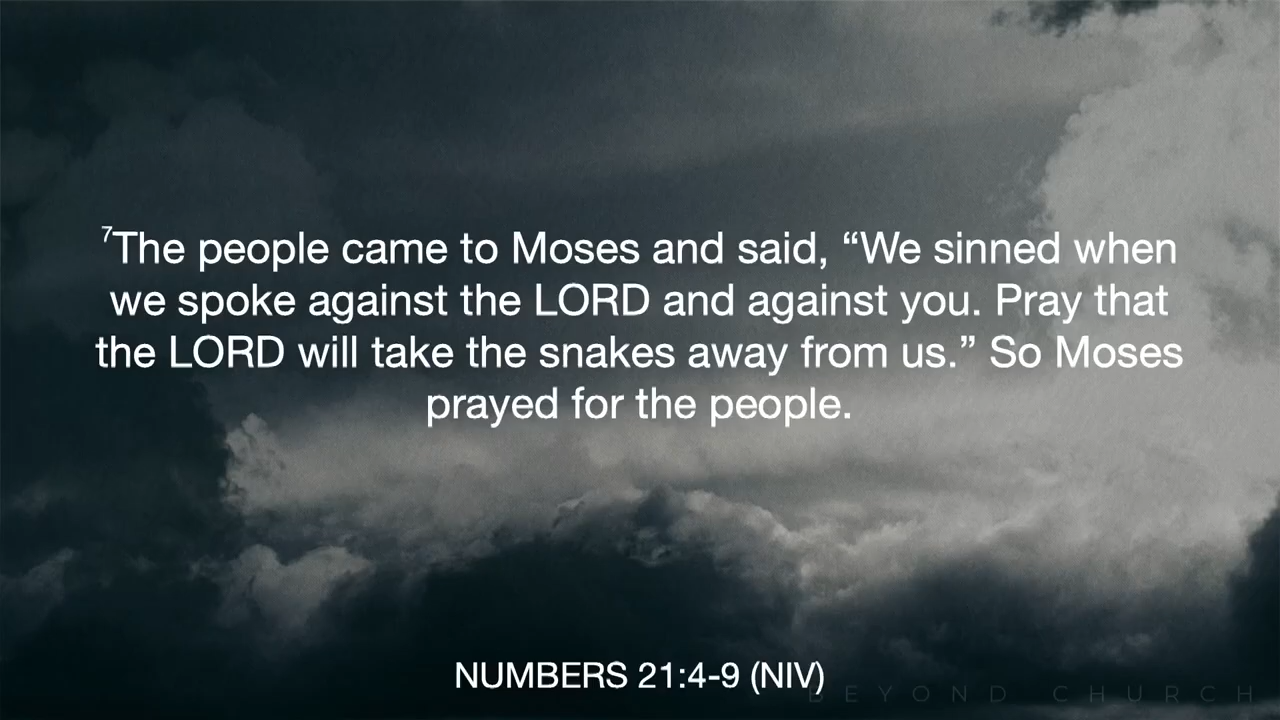 ⁷The people came to Moses and said, “We sinned when
we spoke against the LORD and against you. Pray that
the LORD will take the snakes away from us.” So Moses
prayed for the people.
NUMBERS 21:4-9 (NIV)
BEYOND CHURCH